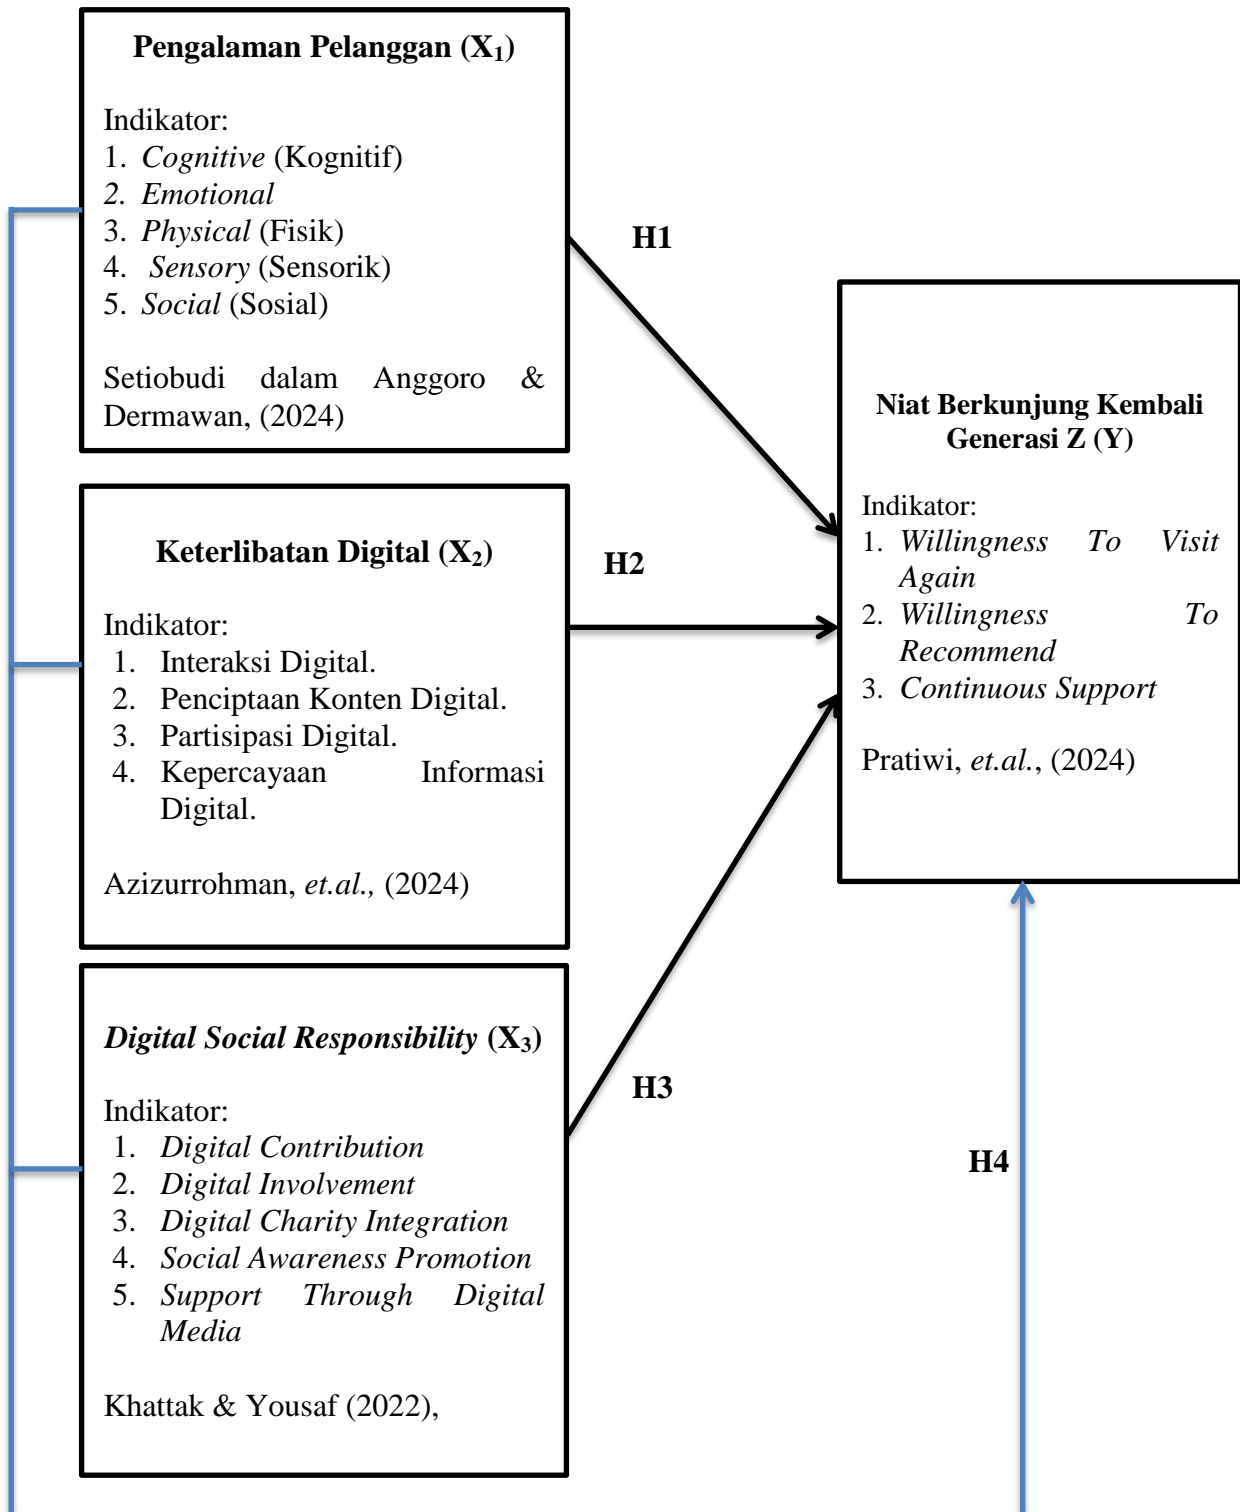 Pengalaman Pelanggan (X₁)
Indikator:
1. Cognitive (Kognitif)
2. Emotional
3. Physical (Fisik)
4. Sensory (Sensorik)
5. Social (Sosial)
Setiobudi dalam Anggoro &
Dermawan, (2024)
H1
Keterlibatan Digital (X₂)
Indikator:
1. Interaksi Digital.
2. Penciptaan Konten Digital.
3. Partisipasi Digital.
4. Kepercayaan Informasi
Digital.
Azizurrohman, et.al., (2024)
H2
Digital Social Responsibility (X₃)
Indikator:
1. Digital Contribution
2. Digital Involvement
3. Digital Charity Integration
4. Social Awareness Promotion
5. Support Through Digital
Media
Khattak & Yousaf (2022),
H3
Niat Berkunjung Kembali
Generasi Z (Y)
Indikator:
1. Willingness To Visit
Again
2. Willingness To
Recommend
3. Continuous Support
Pratiwi, et.al., (2024)
H4